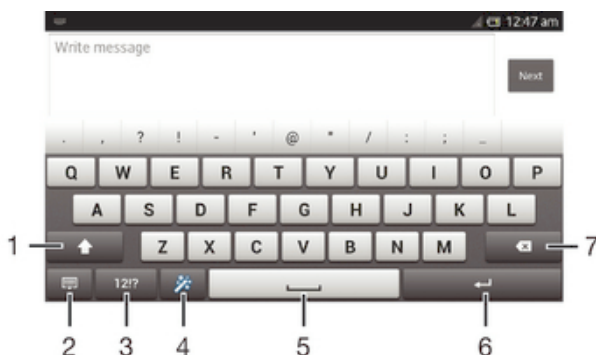 12:47 am
Write message
Next
. , ? ! - ' @ " / : ; _
Q W E R T Y U I O P
A S D F G H J K L
1 Z X C V B N M 7
12!?
2 3 4 5 6